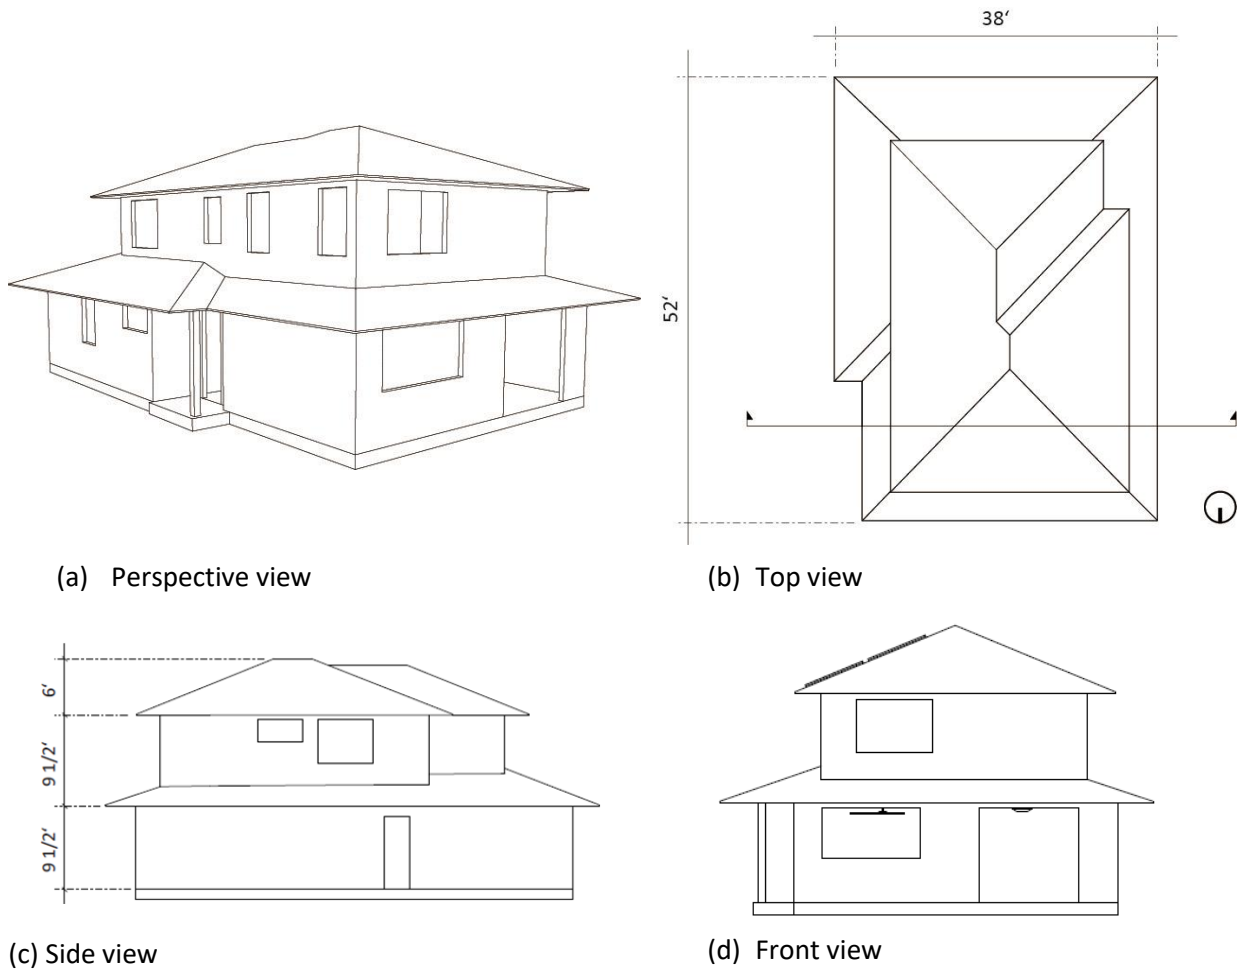 38‘
52‘
(a) Perspective view
(b) Top view
6‘
9 1/2‘
9 1/2‘
(c) Side view
(d) Front view